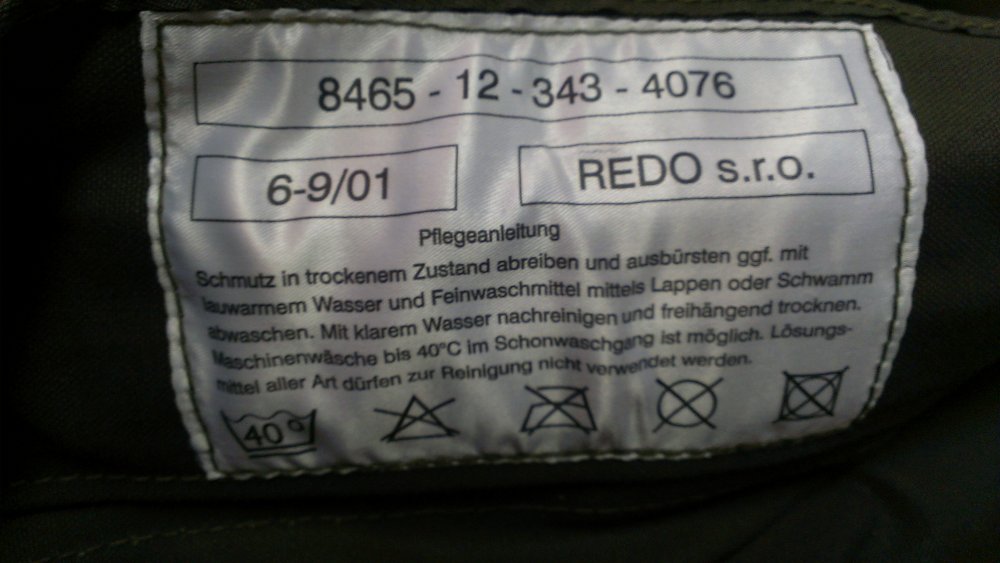 8465 - 12 - 343 - 4076
6-9/01
REDO s.r.o.
Pflegeanleitung
Schmutz in trockenem Zustand abreiben und ausbürsten ggf. mit
lauwarmem Wasser und Feinwaschmittel mittels Lappen oder Schwamm
abwaschen. Mit klarem Wasser nachreinigen und freihängend trocknen.
Maschinenwäsche bis 40°C im Schonwaschgang ist möglich. Lösungs-
mittel aller Art dürfen zur Reinigung nicht verwendet werden.
40°